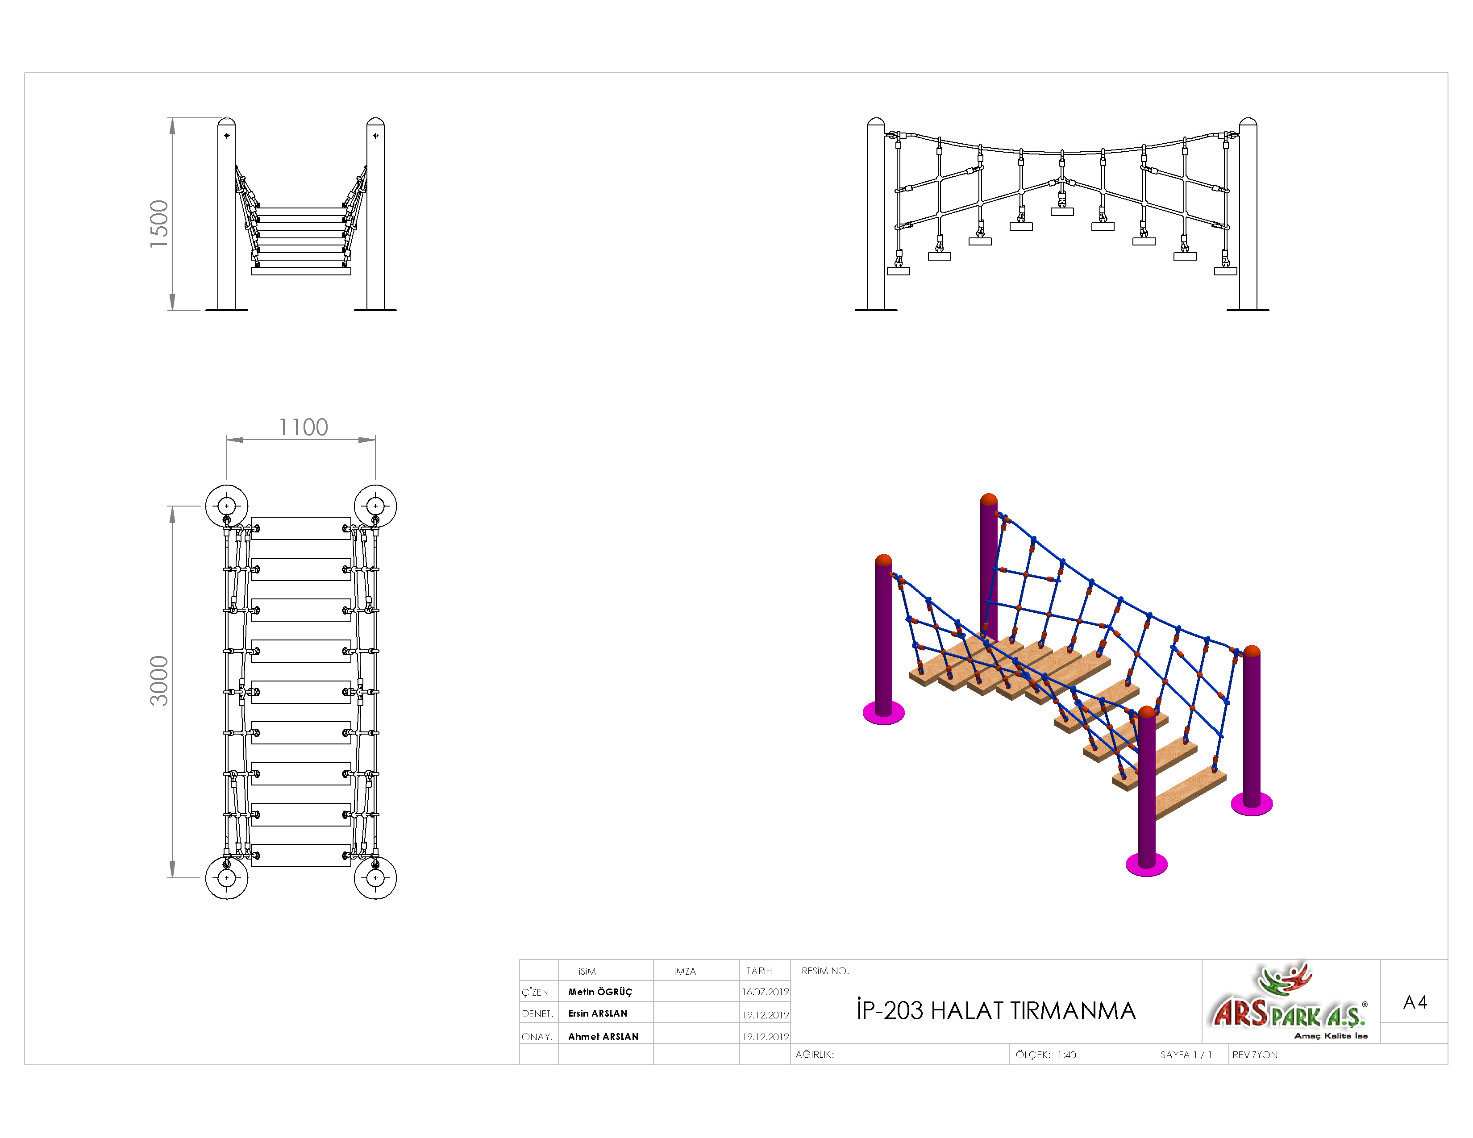 1500
1100
3000
İSİM
İMZA
TARİH
RESİM NO.
ÇİZEN.
Metin ÖGRÜÇ
16.07.2019
DENET.
Ersin ARSLAN
19.12.2019
ONAY.
Ahmet ARSLAN
19.12.2019
İP-203 HALAT TIRMANMA
ARSPARK A.Ş.®
Amaç Kalite İse
A4
AĞIRLIK:
ÖLÇEK: 1:40
SAYFA 1 / 1
REVİZYON